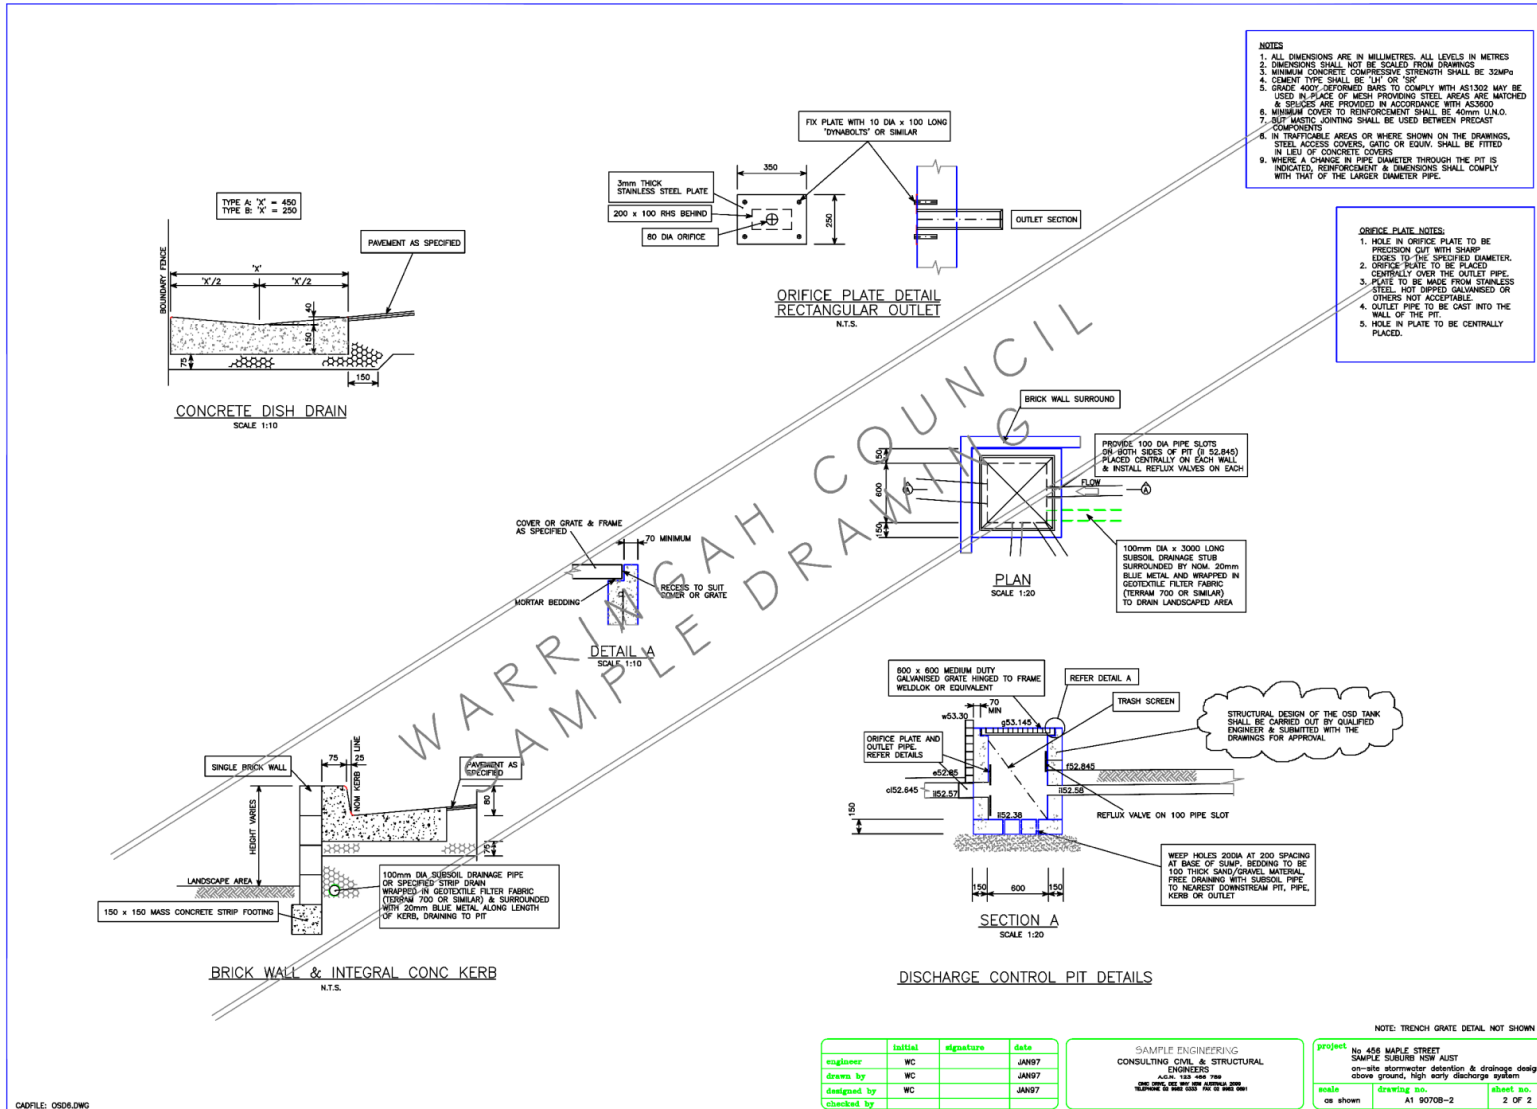 NOTES
1. ALL DIMENSIONS ARE IN MILLIMETRES. ALL LEVELS IN METRES
2. DIMENSIONS SHALL NOT BE SCALED FROM DRAWINGS
3. MINIMUM CONCRETE COMPRESSIVE STRENGTH SHALL BE 32MPa
4. CEMENT TYPE SHALL BE 'LH' OR 'SR'
5. GRADE 400Y DEFORMED BARS TO COMPLY WITH AS1302 MAY BE
USED IN PLACE OF MESH PROVIDING STEEL AREAS ARE MATCHED
& SPLICES ARE PROVIDED IN ACCORDANCE WITH AS3600
6. MINIMUM COVER TO REINFORCEMENT SHALL BE 40mm U.N.O.
7. BUT MASTIC JOINTING SHALL BE USED BETWEEN PRECAST
COMPONENTS
8. IN TRAFFICABLE AREAS OR WHERE SHOWN ON THE DRAWINGS,
STEEL ACCESS COVERS, GATIC OR EQUIV. SHALL BE FITTED
IN LIEU OF CONCRETE COVERS
9. WHERE A CHANGE IN PIPE DIAMETER THROUGH THE PIT IS
INDICATED, REINFORCEMENT & DIMENSIONS SHALL COMPLY
WITH THAT OF THE LARGER DIAMETER PIPE.
ORIFICE PLATE NOTES:
1. HOLE IN ORIFICE PLATE TO BE
PRECISION CUT WITH SHARP
EDGES TO THE SPECIFIED DIAMETER.
2. ORIFICE PLATE TO BE PLACED
CENTRALLY OVER THE OUTLET PIPE.
3. PLATE TO BE MADE FROM STAINLESS
STEEL. HOT DIPPED GALVANISED OR
OTHERS NOT ACCEPTABLE.
4. OUTLET PIPE TO BE CAST INTO THE
WALL OF THE PIT.
5. HOLE IN PLATE TO BE CENTRALLY
PLACED.
FIX PLATE WITH 10 DIA x 100 LONG
'DYNABOLTS' OR SIMILAR
350
3mm THICK
STAINLESS STEEL PLATE
200 x 100 RHS BEHIND
80 DIA ORIFICE
250
OUTLET SECTION
ORIFICE PLATE DETAIL
RECTANGULAR OUTLET
N.T.S.
TYPE A: 'X' = 450
TYPE B: 'X' = 250
PAVEMENT AS SPECIFIED
BOUNDARY FENCE
'X'
'X'/2
'X'/2
40
150
75
150
CONCRETE DISH DRAIN
SCALE 1:10
WARRINGAH COUNCIL
SAMPLE DRAWING
BRICK WALL SURROUND
PROVIDE 100 DIA PIPE SLOTS
ON BOTH SIDES OF PIT (il 52.845)
PLACED CENTRALLY ON EACH WALL
& INSTALL REFLUX VALVES ON EACH
150
600
150
A
FLOW
A
100mm DIA x 3000 LONG
SUBSOIL DRAINAGE STUB
SURROUNDED BY NOM. 20mm
BLUE METAL AND WRAPPED IN
GEOTEXTILE FILTER FABRIC
(TERRAM 700 OR SIMILAR)
TO DRAIN LANDSCAPED AREA
PLAN
SCALE 1:20
COVER OR GRATE & FRAME
AS SPECIFIED
70 MINIMUM
RECESS TO SUIT
COVER OR GRATE
MORTAR BEDDING
DETAIL A
SCALE 1:10
600 x 600 MEDIUM DUTY
GALVANISED GRATE HINGED TO FRAME
WELDLOK OR EQUIVALENT
REFER DETAIL A
TRASH SCREEN
70
MIN
w53.30
g53.145
ORIFICE PLATE AND
OUTLET PIPE.
REFER DETAILS
e52.85
cl52.645
il52.57
f52.845
il52.58
il52.38
150
REFLUX VALVE ON 100 PIPE SLOT
STRUCTURAL DESIGN OF THE OSD TANK
SHALL BE CARRIED OUT BY QUALIFIED
ENGINEER & SUBMITTED WITH THE
DRAWINGS FOR APPROVAL
WEEP HOLES 20DIA AT 200 SPACING
AT BASE OF SUMP. BEDDING TO BE
100 THICK SAND/GRAVEL MATERIAL,
FREE DRAINING WITH SUBSOIL PIPE
TO NEAREST DOWNSTREAM PIT, PIPE,
KERB OR OUTLET
150
600
150
SECTION A
SCALE 1:20
DISCHARGE CONTROL PIT DETAILS
SINGLE BRICK WALL
75
25
NOM KERB LINE
PAVEMENT AS
SPECIFIED
80
75
HEIGHT VARIES
LANDSCAPE AREA
150 x 150 MASS CONCRETE STRIP FOOTING
100mm DIA SUBSOIL DRAINAGE PIPE
OR SPECIFIED STRIP DRAIN
WRAPPED IN GEOTEXTILE FILTER FABRIC
(TERRAM 700 OR SIMILAR) & SURROUNDED
WITH 20mm BLUE METAL ALONG LENGTH
OF KERB, DRAINING TO PIT
BRICK WALL & INTEGRAL CONC KERB
N.T.S.
NOTE: TRENCH GRATE DETAIL NOT SHOWN
initial signature date
engineer WC JAN97
drawn by WC JAN97
designed by WC JAN97
checked by
SAMPLE ENGINEERING
CONSULTING CIVIL & STRUCTURAL
ENGINEERS
A.C.N. 123 456 789
CIVIC DRIVE, DEE WHY NSW AUSTRALIA 2099
project No 456 MAPLE STREET
SAMPLE SUBURB NSW AUST
on-site stormwater detention & drainage desig
above ground, high early discharge system
scale drawing no. sheet no.
as shown A1 9070B-2 2 OF 2
CADFILE: OSD6.DWG